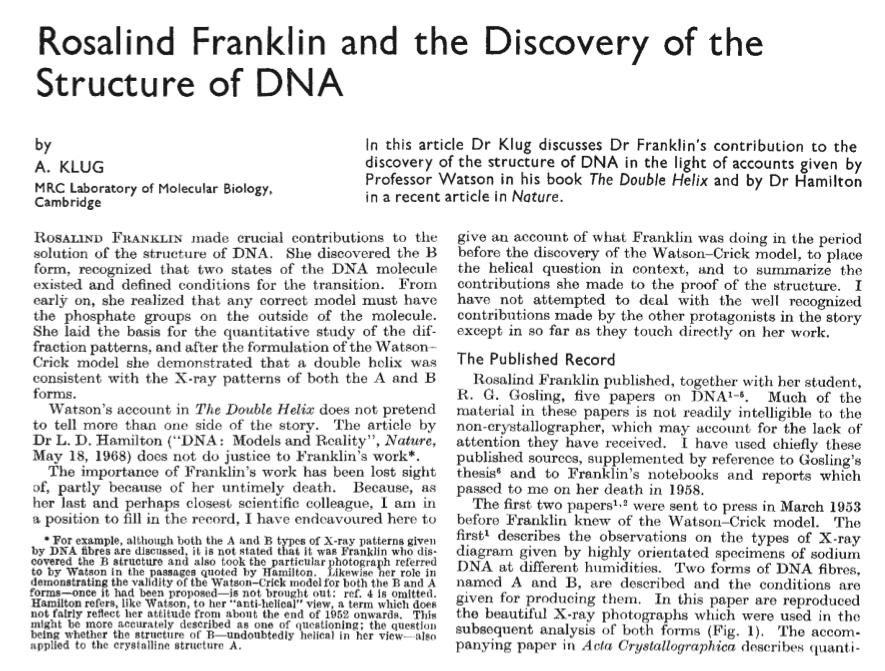 Rosalind Franklin and the Discovery of the
Structure of DNA
by
A. KLUG
MRC Laboratory of Molecular Biology,
Cambridge
In this article Dr Klug discusses Dr Franklin's contribution to the
discovery of the structure of DNA in the light of accounts given by
Professor Watson in his book The Double Helix and by Dr Hamilton
in a recent article in Nature.
ROSALIND FRANKLIN made crucial contributions to the
solution of the structure of DNA. She discovered the B
form, recognized that two states of the DNA molecule
existed and defined conditions for the transition. From
early on, she realized that any correct model must have
the phosphate groups on the outside of the molecule.
She laid the basis for the quantitative study of the dif-
fraction patterns, and after the formulation of the Watson–
Crick model she demonstrated that a double helix was
consistent with the X-ray patterns of both the A and B
forms.
Watson's account in The Double Helix does not pretend
to tell more than one side of the story. The article by
Dr L. D. Hamilton ("DNA: Models and Reality", Nature,
May 18, 1968) does not do justice to Franklin's work*.
The importance of Franklin's work has been lost sight
of, partly because of her untimely death. Because, as
her last and perhaps closest scientific colleague, I am in
a position to fill in the record, I have endeavoured here to
* For example, although both the A and B types of X-ray patterns given
by DNA fibres are discussed, it is not stated that it was Franklin who dis-
covered the B structure and also took the particular photograph referred
to by Watson in the passages quoted by Hamilton. Likewise her role in
demonstrating the validity of the Watson–Crick model for both the B and A
forms—once it had been proposed—is not brought out: ref. 4 is omitted.
Hamilton refers, like Watson, to her "anti-helical" view, a term which does
not fairly reflect her attitude from about the end of 1952 onwards. This
might be more accurately described as one of questioning; the question
being whether the structure of B—undoubtedly helical in her view—also
applied to the crystalline structure A.
give an account of what Franklin was doing in the period
before the discovery of the Watson–Crick model, to place
the helical question in context, and to summarize the
contributions she made to the proof of the structure. I
have not attempted to deal with the well recognized
contributions made by the other protagonists in the story
except in so far as they touch directly on her work.
The Published Record
Rosalind Franklin published, together with her student,
R. G. Gosling, five papers on DNA¹⁻⁵. Much of the
material in these papers is not readily intelligible to the
non-crystallographer, which may account for the lack of
attention they have received. I have used chiefly these
published sources, supplemented by reference to Gosling's
thesis⁶ and to Franklin's notebooks and reports which
passed to me on her death in 1958.
The first two papers¹,² were sent to press in March 1953
before Franklin knew of the Watson–Crick model. The
first¹ describes the observations on the types of X-ray
diagram given by highly orientated specimens of sodium
DNA at different humidities. Two forms of DNA fibres,
named A and B, are described and the conditions are
given for producing them. In this paper are reproduced
the beautiful X-ray photographs which were used in the
subsequent analysis of both forms (Fig. 1). The accom-
panying paper in Acta Crystallographica describes quanti-